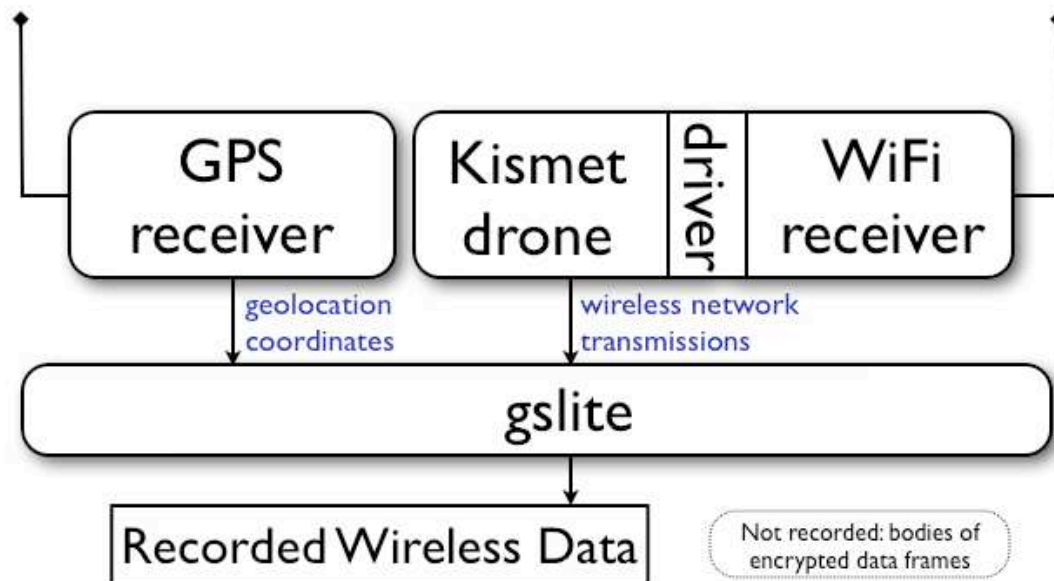 GPS
receiver
Kismet
drone
driver
WiFi
receiver
geolocation
coordinates
wireless network
transmissions
gslite
Recorded Wireless Data
Not recorded: bodies of
encrypted data frames